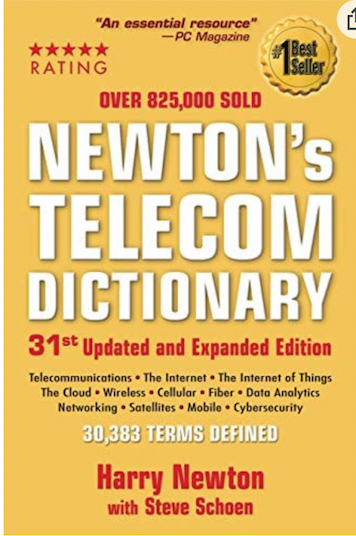 "An essential resource"
—PC Magazine
★★★★★
RATING
#1 Best
Seller
OVER 825,000 SOLD
NEWTON's
TELECOM
DICTIONARY
31st Updated and Expanded Edition
Telecommunications • The Internet • The Internet of Things
The Cloud • Wireless • Cellular • Fiber • Data Analytics
Networking • Satellites • Mobile • Cybersecurity
30,383 TERMS DEFINED
Harry Newton
with Steve Schoen